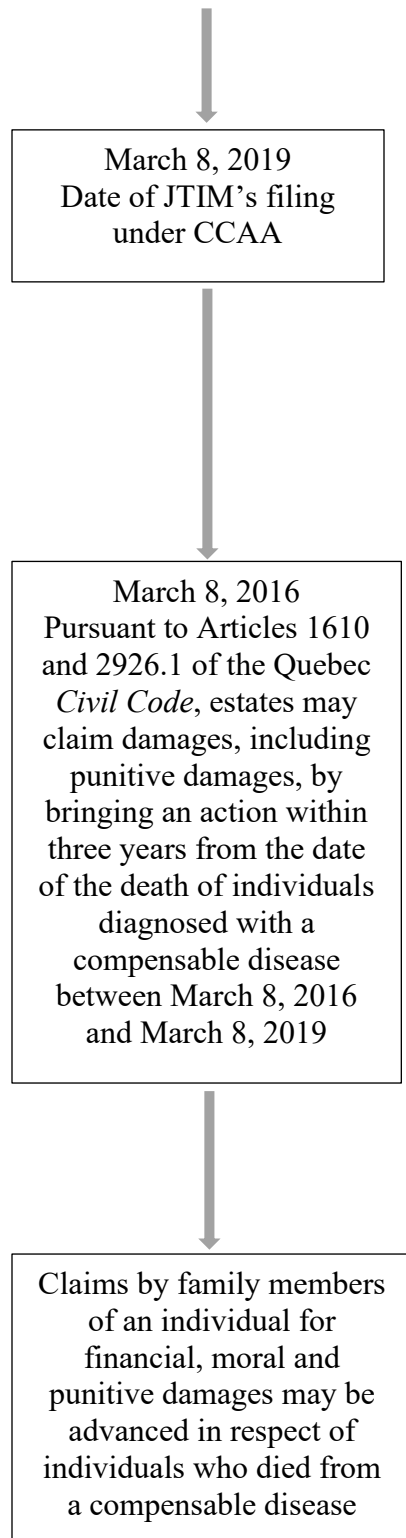 March 8, 2019
Date of JTIM’s filing
under CCAA
March 8, 2016
Pursuant to Articles 1610
and 2926.1 of the Quebec
Civil Code, estates may
claim damages, including
punitive damages, by
bringing an action within
three years from the date
of the death of individuals
diagnosed with a
compensable disease
between March 8, 2016
and March 8, 2019
Claims by family members
of an individual for
financial, moral and
punitive damages may be
advanced in respect of
individuals who died from
a compensable disease